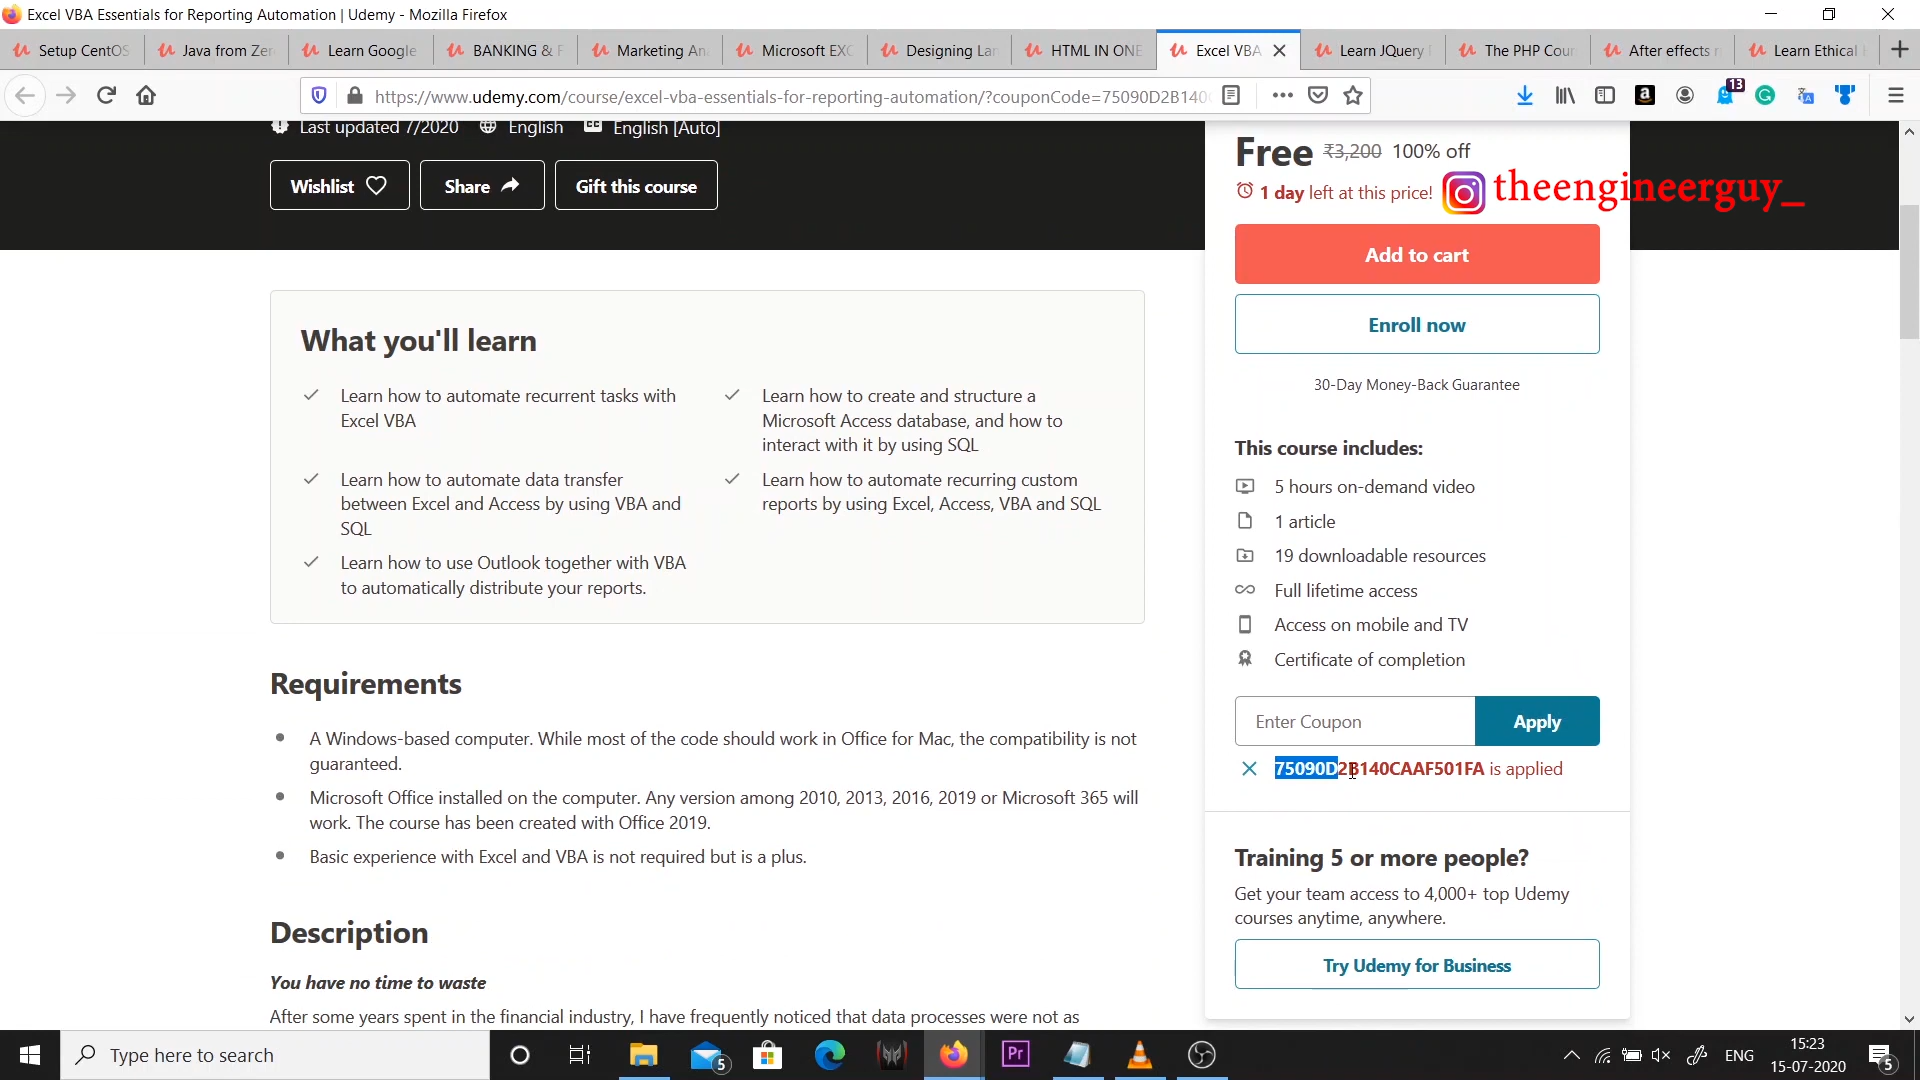 Excel VBA Essentials for Reporting Automation | Udemy - Mozilla Firefox
Setup CentOS
Java from Zer
Learn Google
BANKING & F
Marketing An
Microsoft EXC
Designing Lan
HTML IN ONE
Excel VBA
Learn JQuery
The PHP Cour
After effects
Learn Ethical
https://www.udemy.com/course/excel-vba-essentials-for-reporting-automation/?couponCode=75090D2B140C
13
Last updated 7/2020
English
English [Auto]
Wishlist
Share
Gift this course
Free ₹3,200 100% off
1 day left at this price!
theengineerguy_
Add to cart
Enroll now
30-Day Money-Back Guarantee
This course includes:
5 hours on-demand video
1 article
19 downloadable resources
Full lifetime access
Access on mobile and TV
Certificate of completion
Enter Coupon
Apply
75090D2B140CAAF501FA is applied
Training 5 or more people?
Get your team access to 4,000+ top Udemy
courses anytime, anywhere.
Try Udemy for Business
What you'll learn
Learn how to automate recurrent tasks with
Excel VBA
Learn how to create and structure a
Microsoft Access database, and how to
interact with it by using SQL
Learn how to automate data transfer
between Excel and Access by using VBA and
SQL
Learn how to automate recurring custom
reports by using Excel, Access, VBA and SQL
Learn how to use Outlook together with VBA
to automatically distribute your reports.
Requirements
A Windows-based computer. While most of the code should work in Office for Mac, the compatibility is not
guaranteed.
Microsoft Office installed on the computer. Any version among 2010, 2013, 2016, 2019 or Microsoft 365 will
work. The course has been created with Office 2019.
Basic experience with Excel and VBA is not required but is a plus.
Description
You have no time to waste
After some years spent in the financial industry, I have frequently noticed that data processes were not as
Type here to search
5
Pr
ENG
15:23
15-07-2020
5